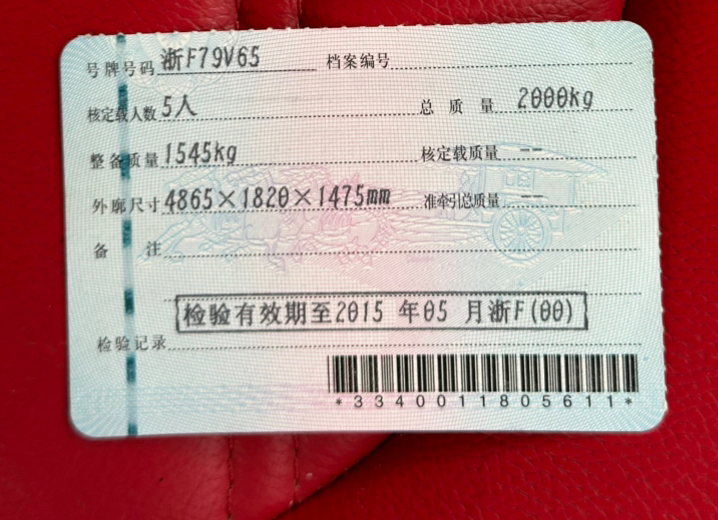 号牌号码 浙F79V65 档案编号
核定载人数 5人 总质量 2000kg
整备质量 1545kg 核定载质量 --
外廓尺寸 4865×1820×1475mm 准牵引总质量 --
备注
检验有效期至2015年05月浙F(00)
检验记录
*3340011805611*